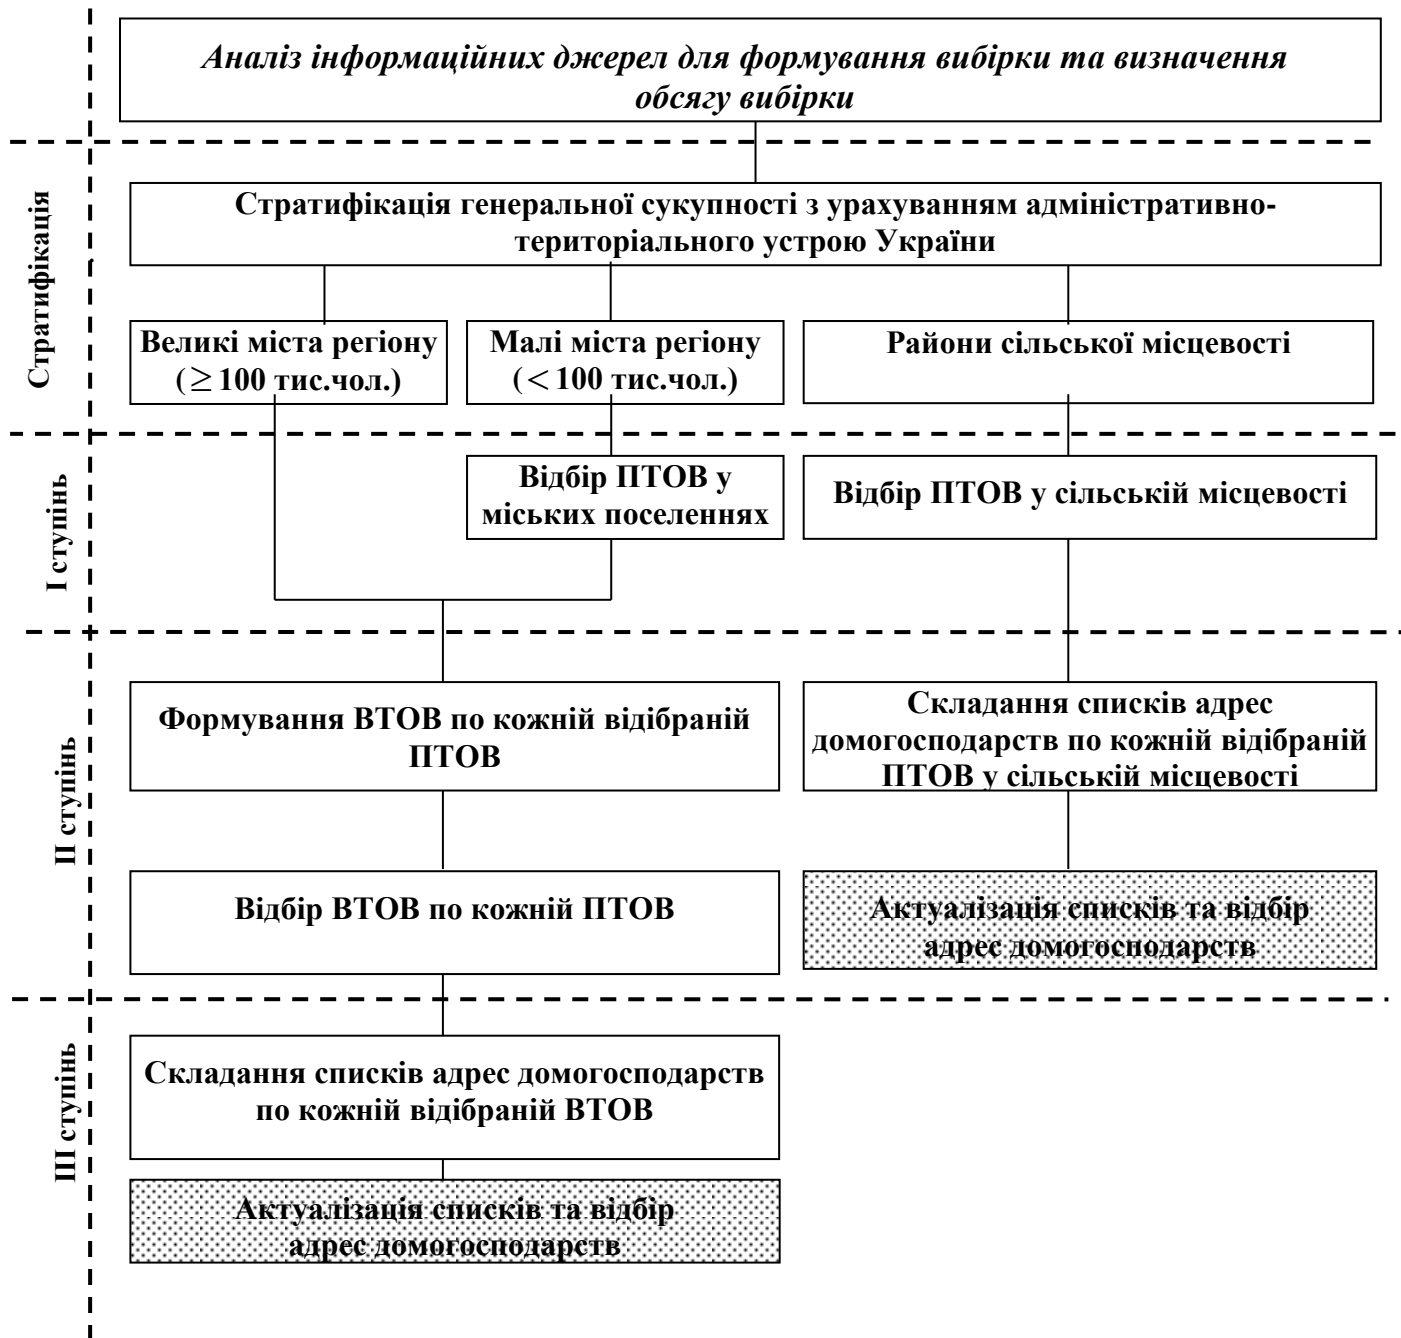 Аналіз інформаційних джерел для формування вибірки та визначення
обсягу вибірки
Стратифікація
Стратифікація генеральної сукупності з урахуванням адміністративно-
територіального устрою України
Великі міста регіону
(≥100 тис.чол.)
Малі міста регіону
(<100 тис.чол.)
Райони сільської місцевості
І ступінь
Відбір ПТОВ у
міських поселеннях
Відбір ПТОВ у сільській місцевості
ІІ ступінь
Формування ВТОВ по кожній відібраній
ПТОВ
Складання списків адрес
домогосподарств по кожній відібраній
ПТОВ у сільській місцевості
Відбір ВТОВ по кожній ПТОВ
Актуалізація списків та відбір
адрес домогосподарств
ІІІ ступінь
Складання списків адрес домогосподарств
по кожній відібраній ВТОВ
Актуалізація списків та відбір
адрес домогосподарств